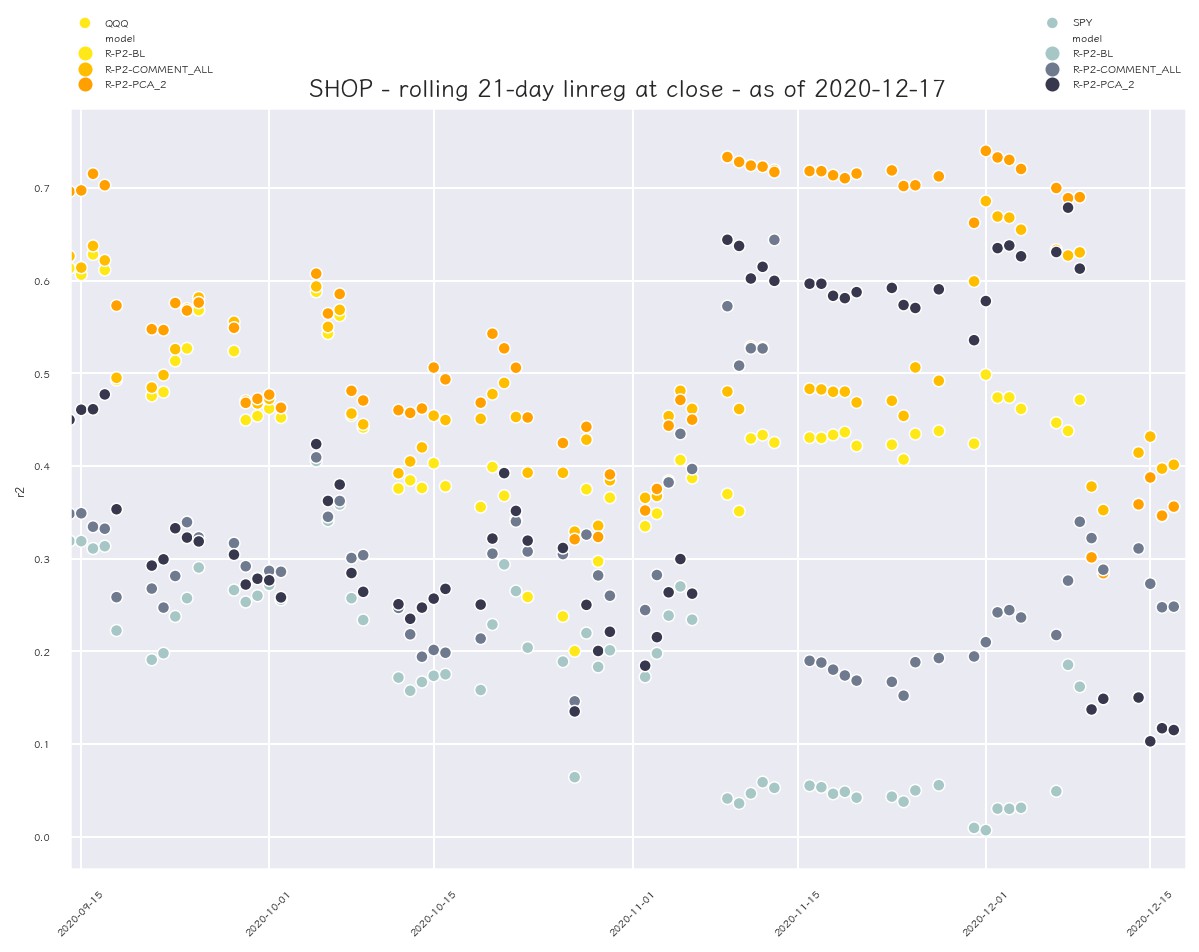 QQQ
model
R-P2-BL
R-P2-COMMENT_ALL
R-P2-PCA_2
SPY
model
R-P2-BL
R-P2-COMMENT_ALL
R-P2-PCA_2
SHOP - rolling 21-day linreg at close - as of 2020-12-17
0.7
0.6
0.5
0.4
0.3
0.2
0.1
0.0
r2
2020-09-15
2020-10-01
2020-10-15
2020-11-01
2020-11-15
2020-12-01
2020-12-15